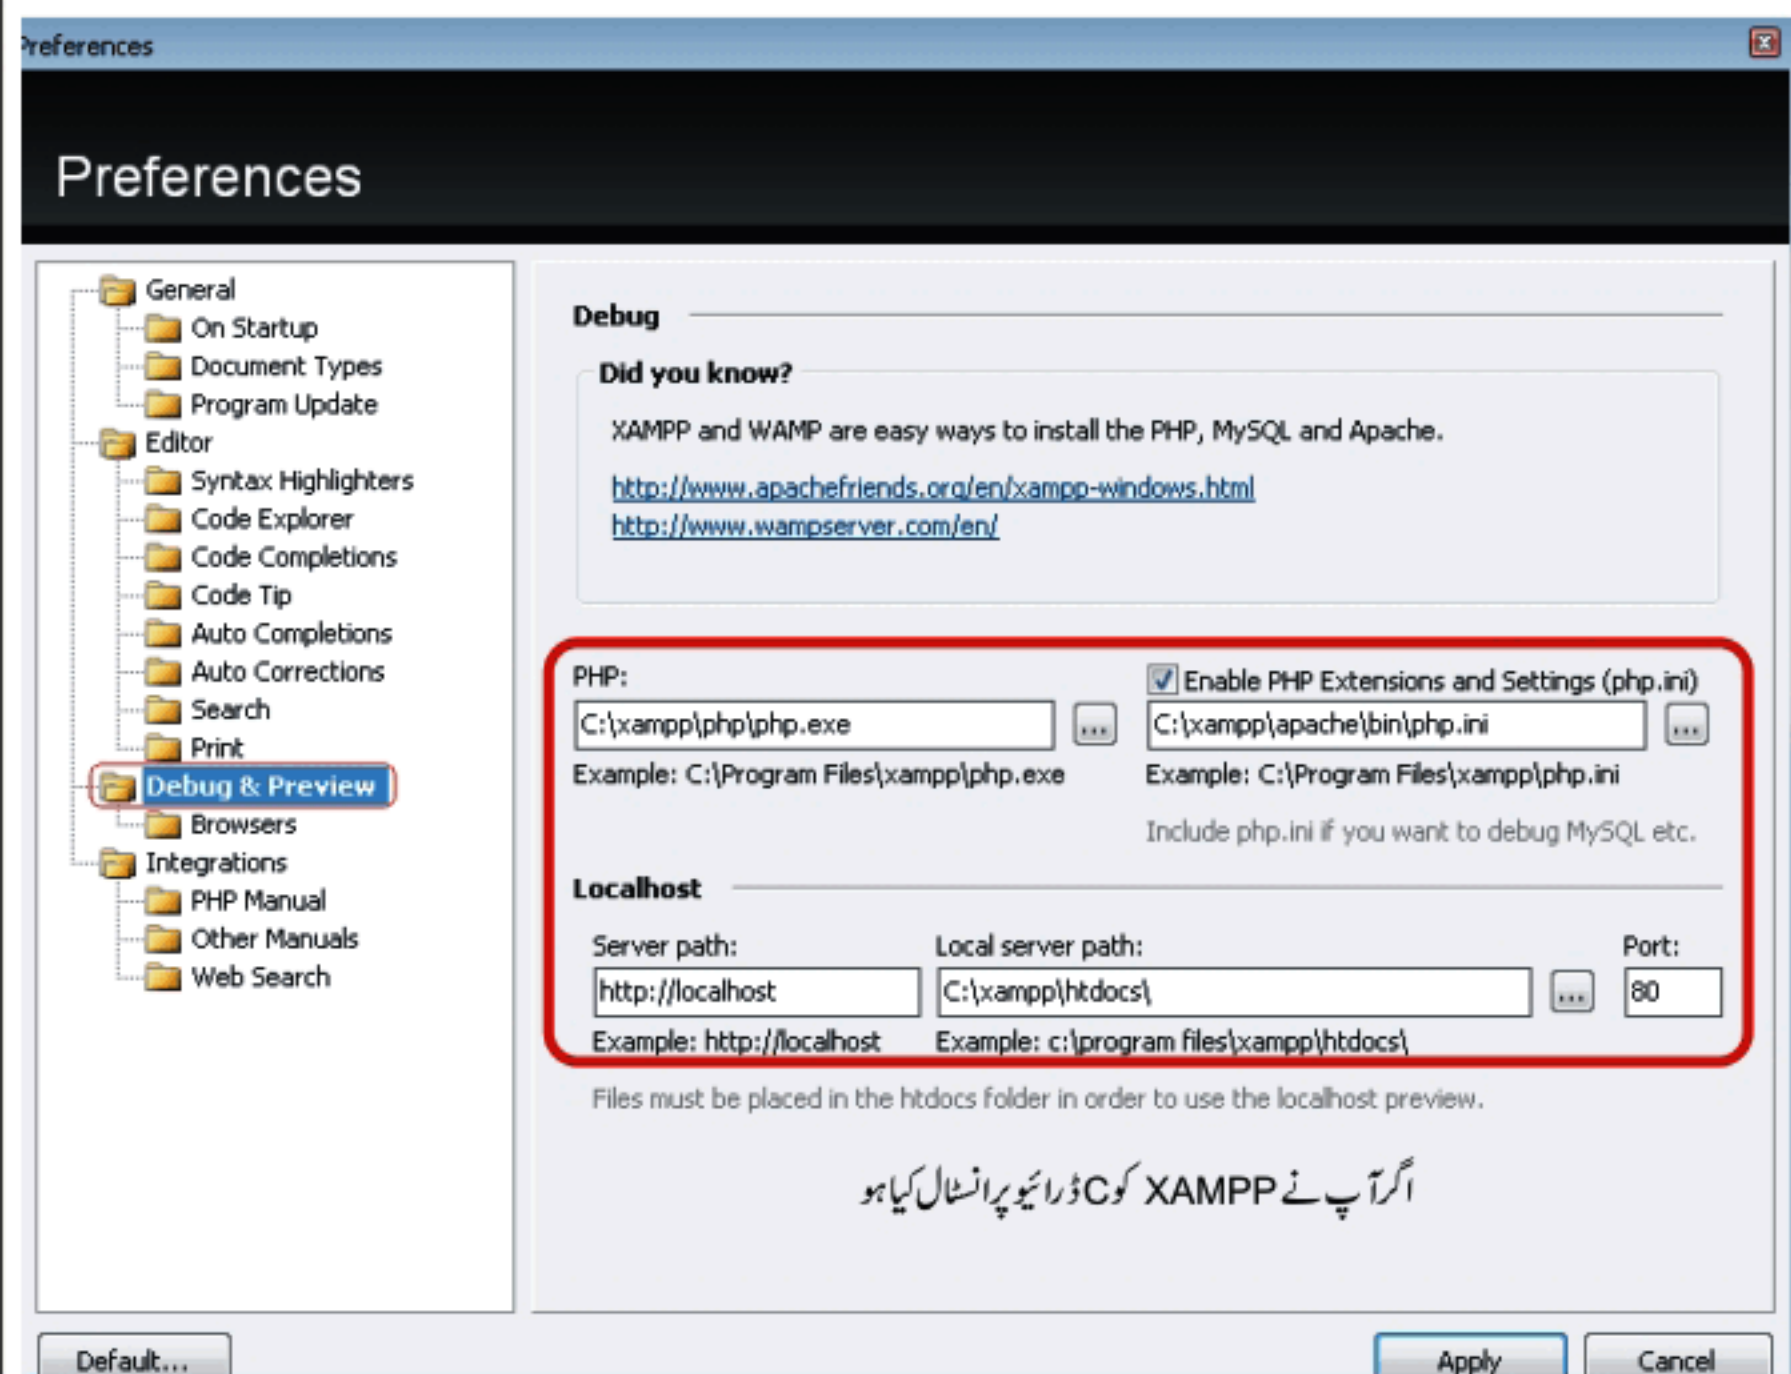 Preferences
Preferences
General
On Startup
Document Types
Program Update
Editor
Syntax Highlighters
Code Explorer
Code Completions
Code Tip
Auto Completions
Auto Corrections
Search
Print
Debug & Preview
Browsers
Integrations
PHP Manual
Other Manuals
Web Search
Debug
Did you know?
XAMPP and WAMP are easy ways to install the PHP, MySQL and Apache.
http://www.apachefriends.org/en/xampp-windows.html
http://www.wampserver.com/en/
PHP:
C:\xampp\php\php.exe
...
Example: C:\Program Files\xampp\php.exe
Enable PHP Extensions and Settings (php.ini)
C:\xampp\apache\bin\php.ini
...
Example: C:\Program Files\xampp\php.ini
Include php.ini if you want to debug MySQL etc.
Localhost
Server path:
http://localhost
Example: http://localhost
Local server path:
C:\xampp\htdocs\
...
Example: c:\program files\xampp\htdocs\
Port:
80
Files must be placed in the htdocs folder in order to use the localhost preview.
اگر آپ نے XAMPP کو C ڈرائیو پر انسٹال کیا ہو
Default...
Apply
Cancel